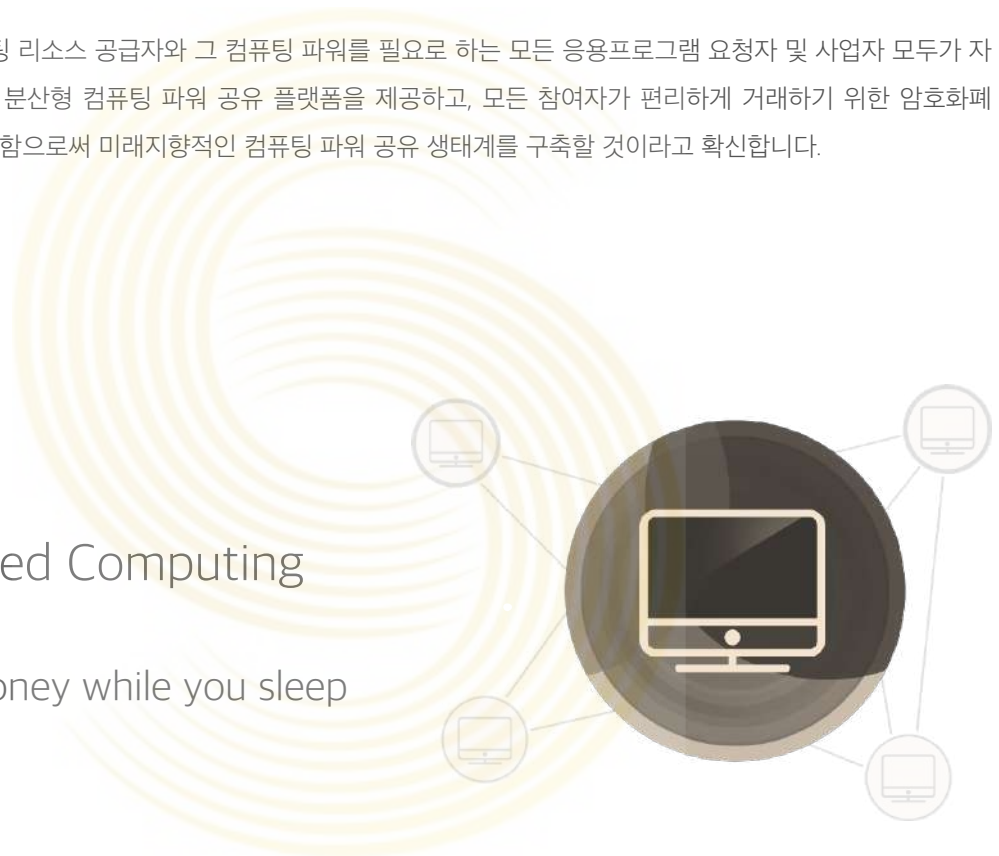 팅 리소스 공급자와 그 컴퓨팅 파워를 필요로 하는 모든 응용프로그램 요청자 및 사업자 모두가 자
분산형 컴퓨팅 파워 공유 플랫폼을 제공하고, 모든 참여자가 편리하게 거래하기 위한 암호화폐
함으로써 미래지향적인 컴퓨팅 파워 공유 생태계를 구축할 것이라고 확신합니다.
ed Computing
oney while you sleep